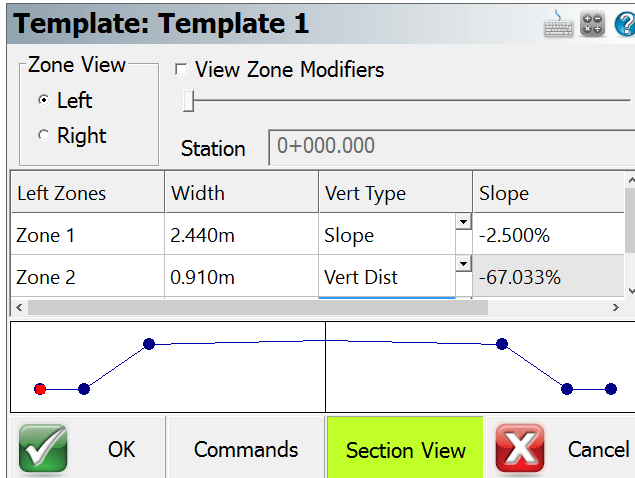 Template: Template 1
Zone View
View Zone Modifiers
Left
Right
Station 0+000.000
Left Zones Width Vert Type Slope
Zone 1 2.440m Slope -2.500%
Zone 2 0.910m Vert Dist -67.033%
OK Commands Section View Cancel